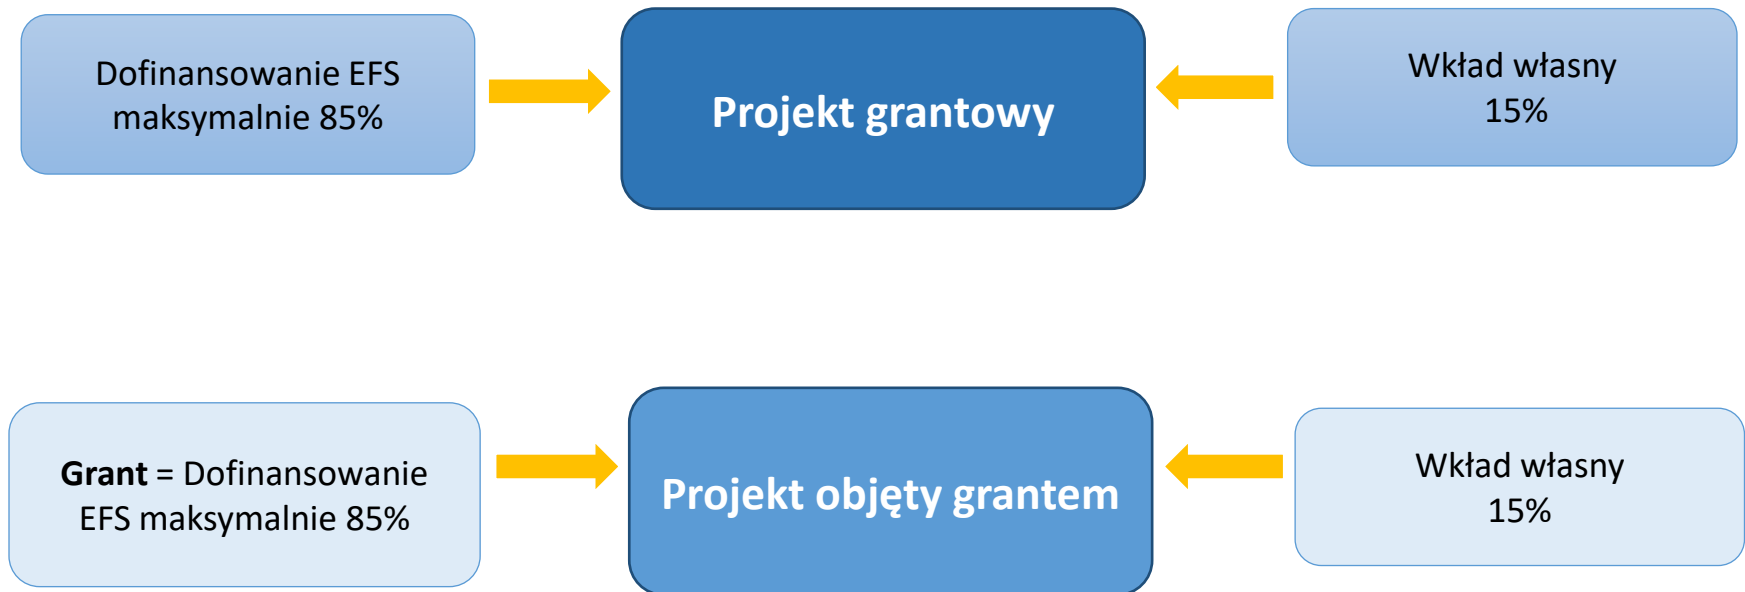 Dofinansowanie EFS
maksymalnie 85%
Projekt grantowy
Wkład własny
15%
Grant = Dofinansowanie
EFS maksymalnie 85%
Projekt objęty grantem
Wkład własny
15%